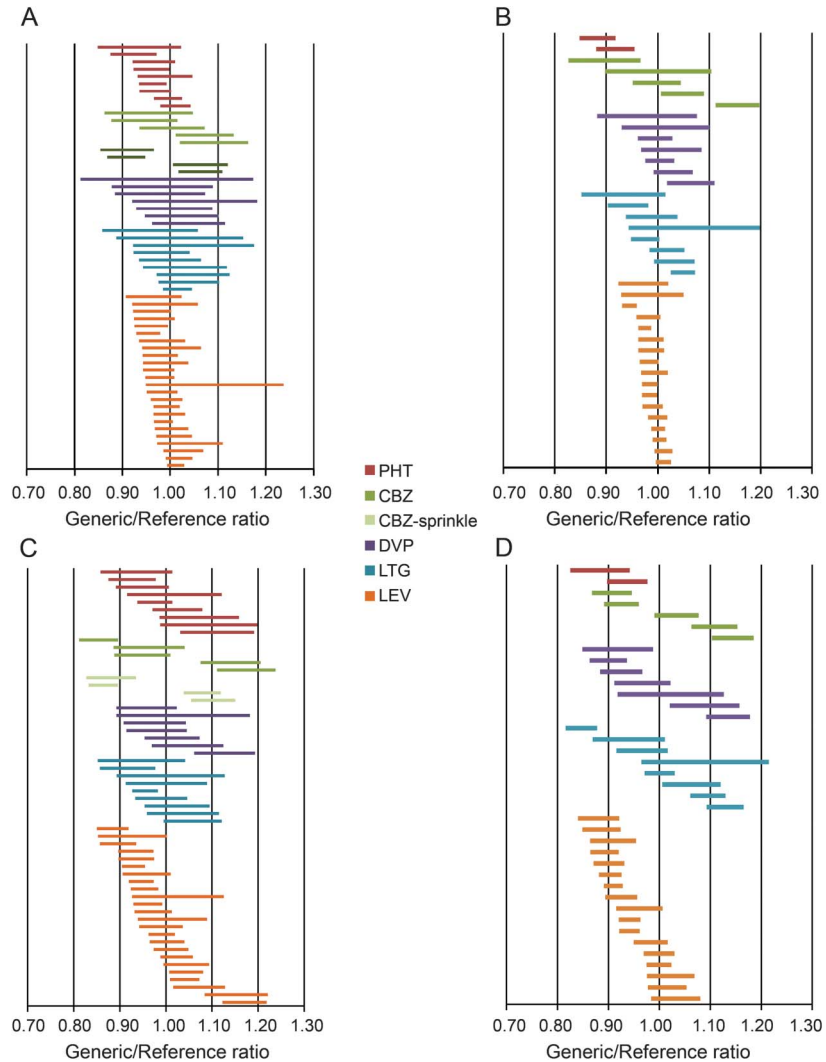 A
B
0.70 0.80 0.90 1.00 1.10 1.20 1.30
Generic/Reference ratio
0.70 0.80 0.90 1.00 1.10 1.20 1.30
Generic/Reference ratio
PHT
CBZ
CBZ-sprinkle
DVP
LTG
LEV
C
D
0.70 0.80 0.90 1.00 1.10 1.20 1.30
Generic/Reference ratio
0.70 0.80 0.90 1.00 1.10 1.20 1.30
Generic/Reference ratio